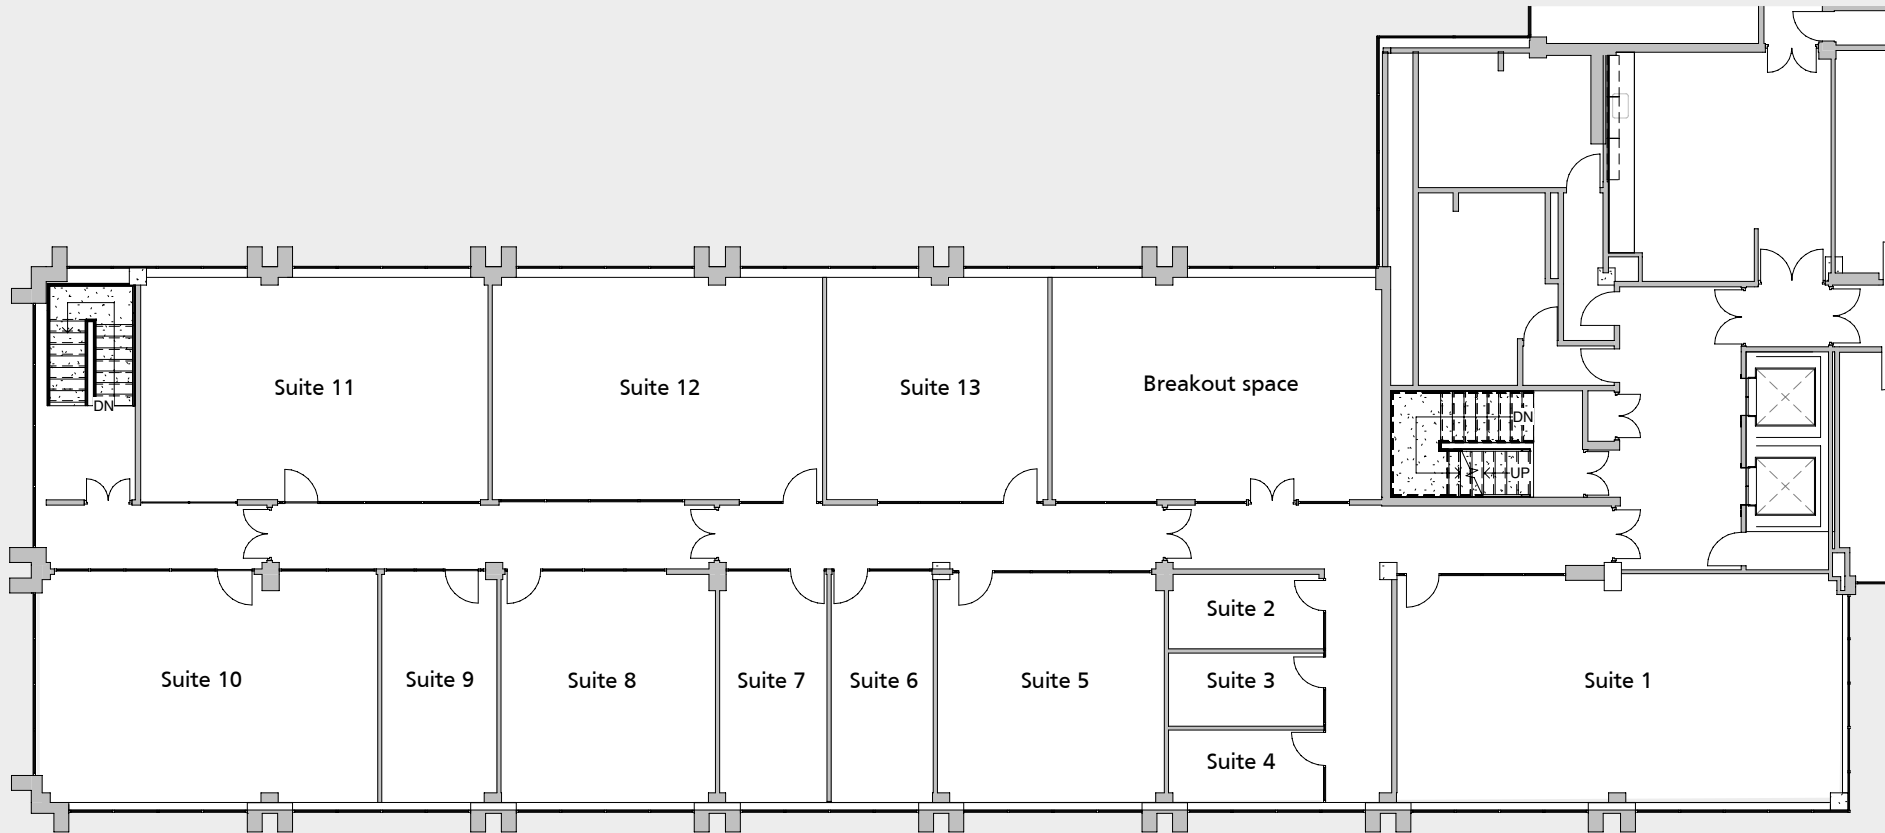 Suite 11
Suite 12
Suite 13
Breakout space
DN
DN
UP
Suite 10
Suite 9
Suite 8
Suite 7
Suite 6
Suite 5
Suite 2
Suite 3
Suite 4
Suite 1